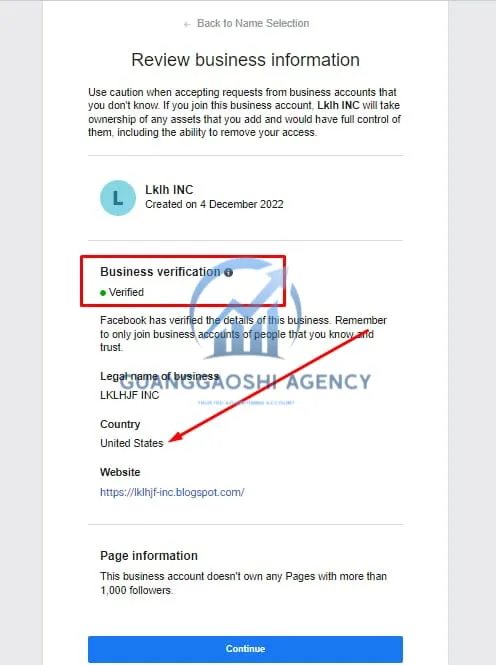 ← Back to Name Selection
Review business information
Use caution when accepting requests from business accounts that
you don't know. If you join this business account, Lklh INC will take
ownership of any assets that you add and would have full control of
them, including the ability to remove your access.
L
Lklh INC
Created on 4 December 2022
Business verification
Verified
Facebook has verified the details of this business. Remember
to only join business accounts of people that you know and
trust.
Legal name of business
GUANGGAOSHI AGENCY
LKLHJF INC
Country
United States
Website
https://lklhjf-inc.blogspot.com/
Page information
This business account doesn't own any Pages with more than
1,000 followers.
Continue